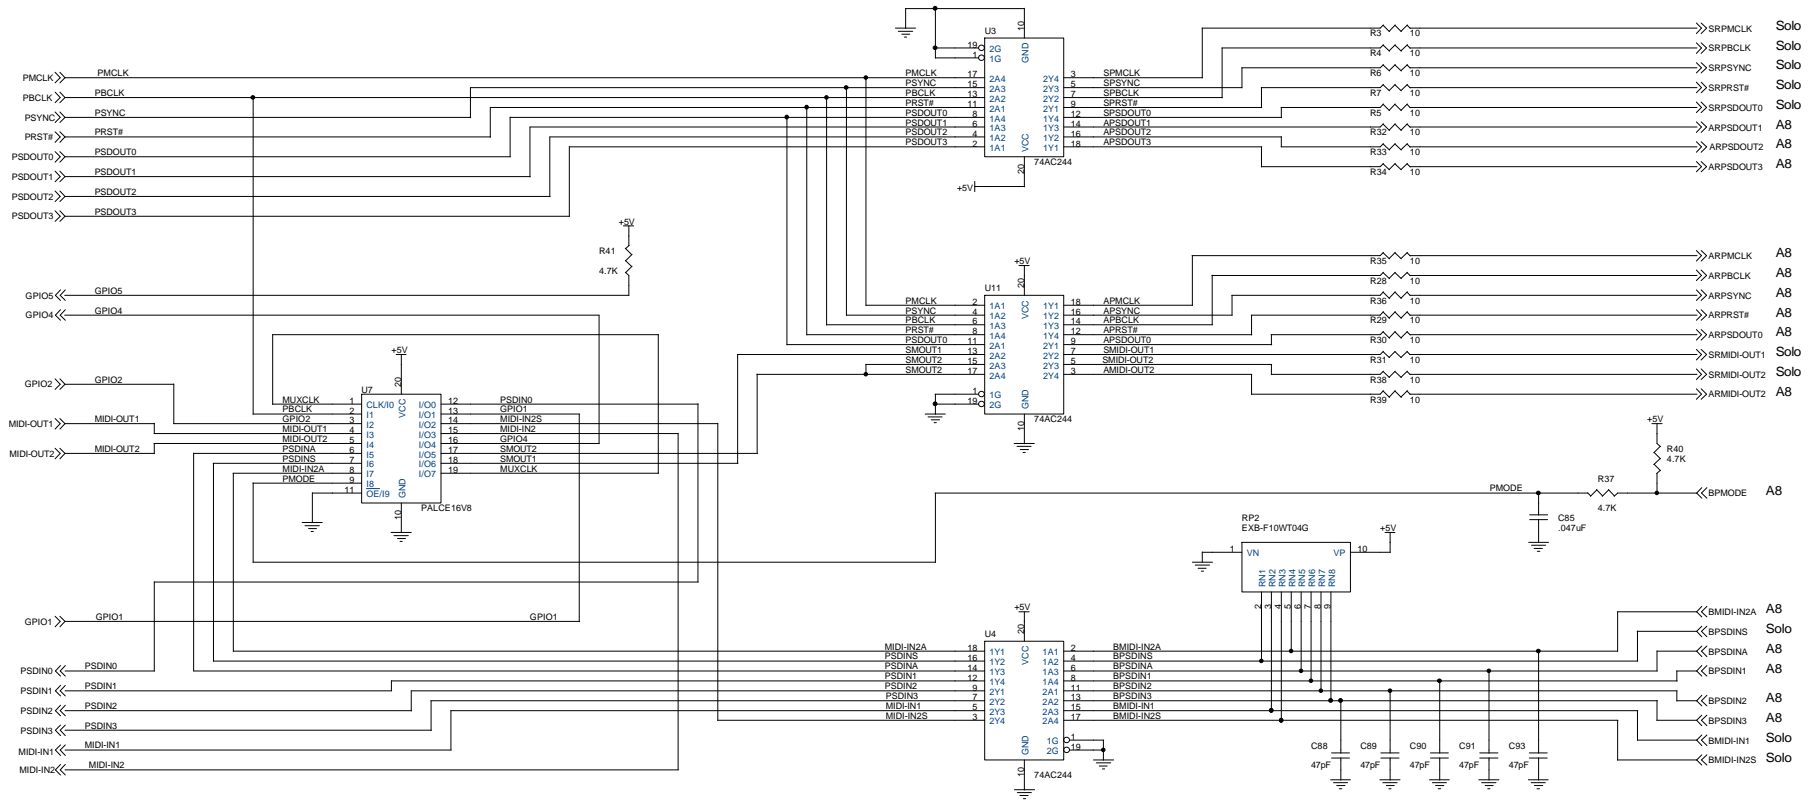 U3
10
19
1
2G
1G
GND
PMCLK
PMCLK
PMCLK
17
2A4
2Y4
3
SPMCLK
PSYNC
15
2A3
2Y3
5
SPSYNC
PBCLK
PBCLK
PBCLK
13
2A2
2Y2
7
SPBCLK
PRST#
11
2A1
2Y1
9
SPRST#
PSYNC
PSYNC
PSDOUT0
8
1A4
1Y4
12
SPSDOUT0
PSDOUT1
6
1A3
1Y3
14
APSDOUT1
PRST#
PRST#
PSDOUT2
4
1A2
1Y2
16
APSDOUT2
PSDOUT3
2
1A1
1Y1
18
APSDOUT3
VCC
74AC244
20
+5V
PSDOUT0
PSDOUT0
PSDOUT1
PSDOUT1
PSDOUT2
PSDOUT2
PSDOUT3
PSDOUT3
R3
10
SRPMCLK
Solo
R4
10
SRPBCLK
Solo
R6
10
SRPSYNC
Solo
R7
10
SRPRST#
Solo
R5
10
SRPSDOUT0
Solo
R32
10
ARPSDOUT1
A8
R33
10
ARPSDOUT2
A8
R34
10
ARPSDOUT3
A8
+5V
R41
4.7K
GPIO5
GPIO5
GPIO4
GPIO4
+5V
20
U11
VCC
PMCLK
2
1A1
1Y1
18
APMCLK
PSYNC
4
1A2
1Y2
16
APSYNC
PBCLK
6
1A3
1Y3
14
APBCLK
PRST#
8
1A4
1Y4
12
APRST#
PSDOUT0
11
2A1
2Y1
9
APSDOUT0
SMOUT1
13
2A2
2Y2
7
SMIDI-OUT1
SMOUT2
15
2A3
2Y3
5
SMIDI-OUT2
SMOUT2
17
2A4
2Y4
3
AMIDI-OUT2
1
1G
19
2G
GND
74AC244
10
R35
10
ARPMCLK
A8
R28
10
ARPBCLK
A8
R36
10
ARPSYNC
A8
R29
10
ARPRST#
A8
R30
10
ARPSDOUT0
A8
R31
10
SRMIDI-OUT1
Solo
R38
10
SRMIDI-OUT2
Solo
R39
10
ARMIDI-OUT2
A8
+5V
20
U7
VCC
GPIO2
GPIO2
MIDI-OUT1
MIDI-OUT1
MIDI-OUT2
MIDI-OUT2
MUXCLK
1
CLK/I0
I/O0
12
PSDIN0
PBCLK
2
I1
I/O1
13
GPIO1
GPIO2
3
I2
I/O2
14
MIDI-IN2S
MIDI-OUT1
4
I3
I/O3
15
MIDI-IN2
MIDI-OUT2
5
I4
I/O4
16
GPIO4
PSDINA
6
I5
I/O5
17
SMOUT2
PSDINS
7
I6
I/O6
18
SMOUT1
MIDI-IN2A
8
I7
I/O7
19
MUXCLK
PMODE
9
I8
11
OE/I9
GND
PALCE16V8
10
+5V
R40
4.7K
PMODE
R37
4.7K
BPMODE
A8
C85
.047uF
RP2
EXB-F10WT04G
+5V
1
VN
VP
10
RN1
RN2
RN3
RN4
RN5
RN6
RN7
RN8
2
3
4
5
6
7
8
9
GPIO1
GPIO1
GPIO1
PSDIN0
PSDIN0
PSDIN1
PSDIN1
PSDIN2
PSDIN2
PSDIN3
PSDIN3
MIDI-IN1
MIDI-IN1
MIDI-IN2
MIDI-IN2
+5V
20
U4
VCC
MIDI-IN2A
18
1Y1
1A1
2
BMIDI-IN2A
PSDINS
16
1Y2
1A2
4
BPSDINS
PSDINA
14
1Y3
1A3
6
BPSDINA
PSDIN1
12
1Y4
1A4
8
BPSDIN1
PSDIN2
9
2Y1
2A1
11
BPSDIN2
PSDIN3
7
2Y2
2A2
13
BPSDIN3
MIDI-IN1
5
2Y3
2A3
15
BMIDI-IN1
MIDI-IN2S
3
2Y4
2A4
17
BMIDI-IN2S
1G
1
2G
19
GND
74AC244
10
C88
47pF
C89
47pF
C90
47pF
C91
47pF
C93
47pF
BMIDI-IN2A
A8
BPSDINS
Solo
BPSDINA
A8
BPSDIN1
A8
BPSDIN2
A8
BPSDIN3
A8
BMIDI-IN1
Solo
BMIDI-IN2S
Solo